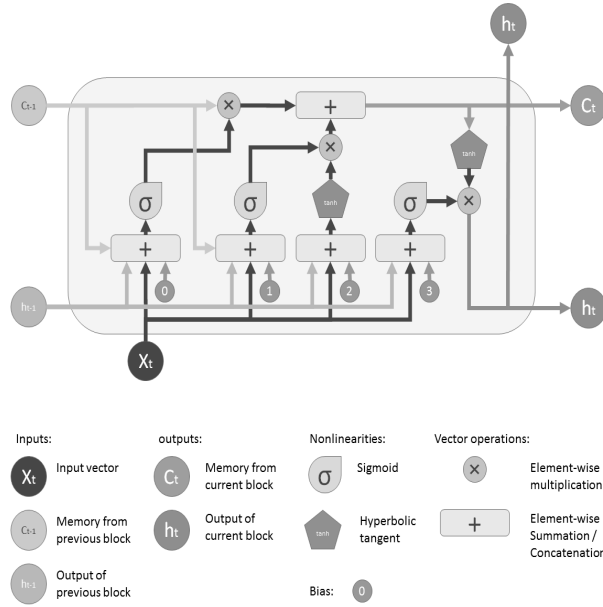 ht
Ct-1
×
+
Ct
tanh
×
σ
σ
tanh
σ
×
+
+
+
+
ht-1
0
1
2
3
ht
Xt
Inputs:
outputs:
Nonlinearities:
Vector operations:
Xt
Input vector
Ct
Memory from
current block
σ
Sigmoid
×
Element-wise
multiplication
Ct-1
Memory from
previous block
ht
Output of
current block
tanh
Hyperbolic
tangent
+
Element-wise
Summation /
Concatenation
ht-1
Output of
previous block
Bias:
0